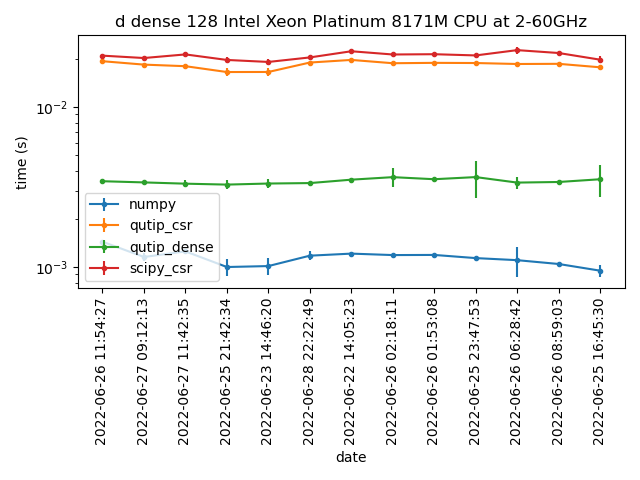 d dense 128 Intel Xeon Platinum 8171M CPU at 2-60GHz
time (s)
10⁻²
10⁻³
numpy
qutip_csr
qutip_dense
scipy_csr
2022-06-26 11:54:27
2022-06-27 09:12:13
2022-06-27 11:42:35
2022-06-25 21:42:34
2022-06-23 14:46:20
2022-06-28 22:22:49
2022-06-22 14:05:23
2022-06-26 02:18:11
2022-06-26 01:53:08
2022-06-25 23:47:53
2022-06-26 06:28:42
2022-06-26 08:59:03
2022-06-25 16:45:30
date